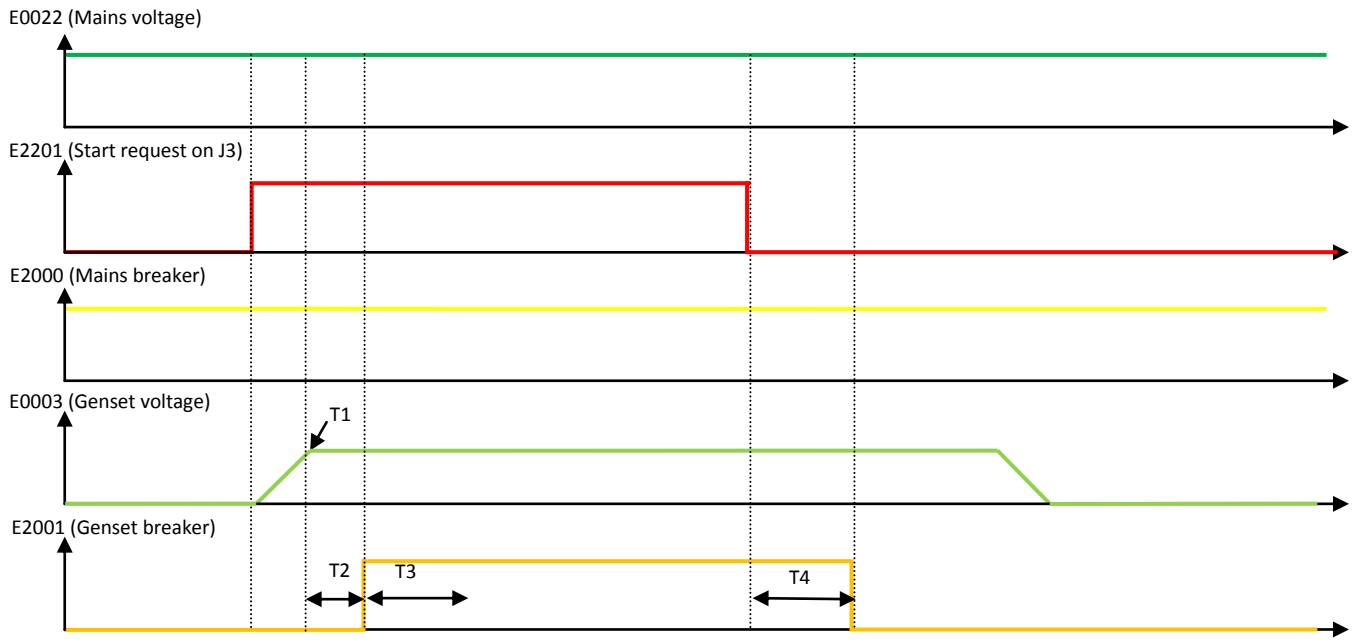 E0022 (Mains voltage)
E2201 (Start request on J3)
E2000 (Mains breaker)
E0003 (Genset voltage)
T1
E2001 (Genset breaker)
T2
T3
T4